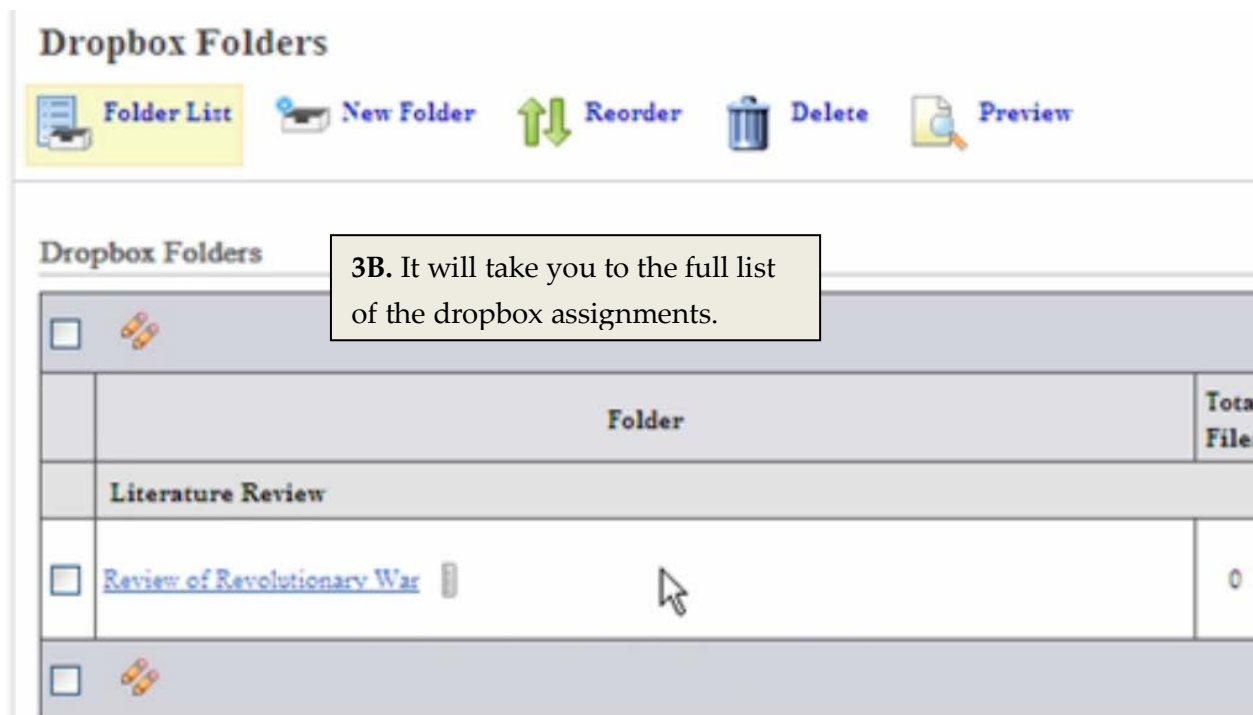 Dropbox Folders
Folder List New Folder Reorder Delete Preview
Dropbox Folders
3B. It will take you to the full list
of the dropbox assignments.
Folder
Literature Review
Review of Revolutionary War
0